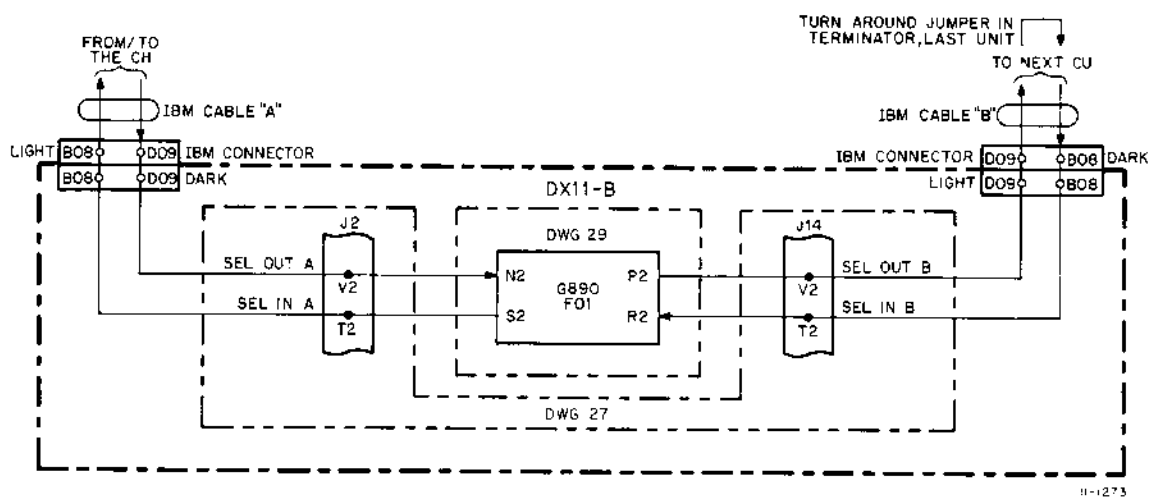 TURN AROUND JUMPER IN
TERMINATOR, LAST UNIT
FROM/TO
THE CH
TO NEXT CU
IBM CABLE "A"
IBM CABLE "B"
LIGHT B08 D09 IBM CONNECTOR
B08 D09 DARK
IBM CONNECTOR D09 B08 DARK
LIGHT D09 B08
DX11-B
J2
DWG 29
J14
SEL OUT A
V2
N2
G890
F01
P2
V2
SEL OUT B
SEL IN A
T2
S2
R2
T2
SEL IN B
DWG 27
11-1273